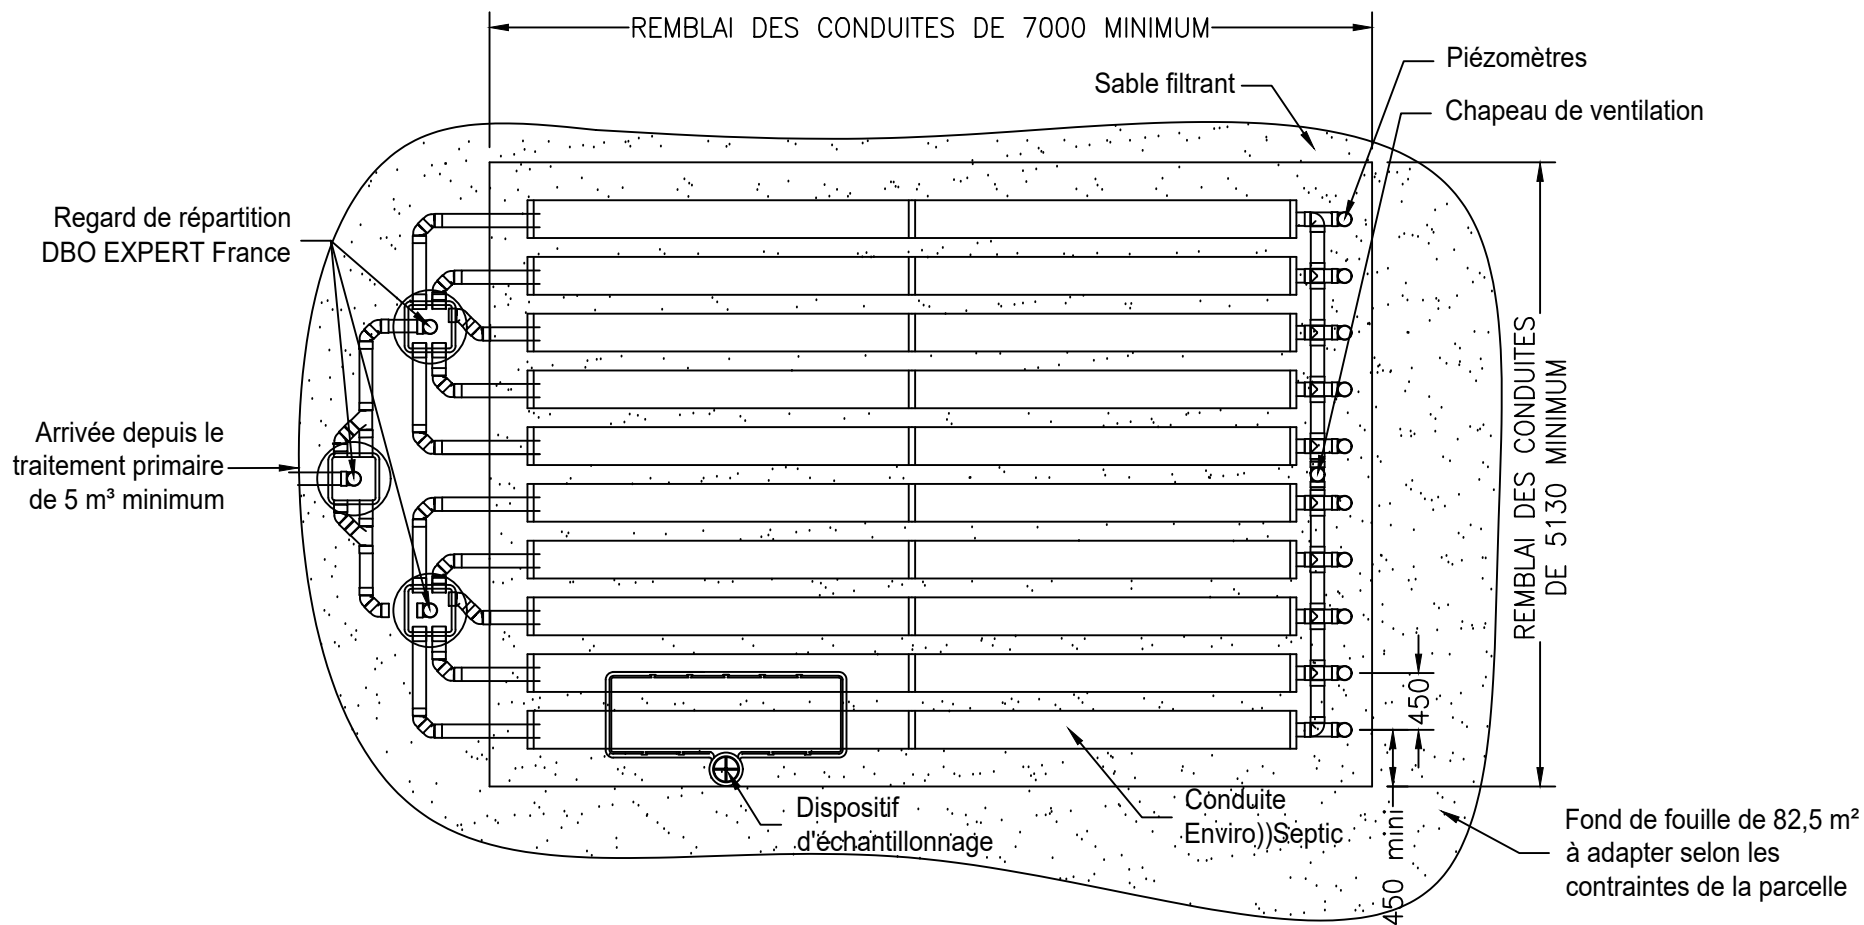 REMBLAI DES CONDUITES DE 7000 MINIMUM
Piézomètres
Sable filtrant
Chapeau de ventilation
Regard de répartition
DBO EXPERT France
REMBLAI DES CONDUITES
DE 5130 MINIMUM
Arrivée depuis le
traitement primaire
de 5 m³ minimum
450
450 mini
Dispositif
d'échantillonnage
Conduite
Enviro))Septic
Fond de fouille de 82,5 m²
à adapter selon les
contraintes de la parcelle